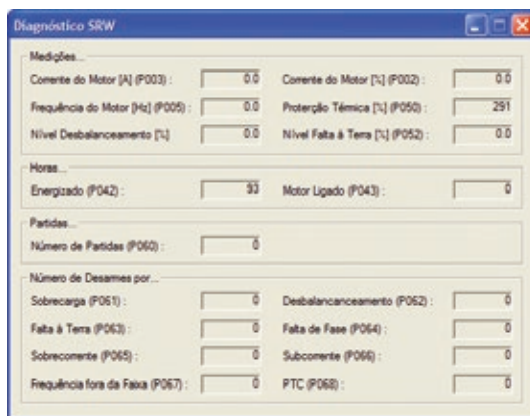 Diagnóstico SRW
Medições...
Corrente do Motor [A] (P003) : 0.0 Corrente do Motor [%] (P002) : 0.0
Frequência do Motor [Hz] (P005) : 0.0 Proterção Térmica [%] (P050) : 291
Nível Desbalanceamento [%] 0.0 Nível Falta à Terra [%] (P052) : 0.0
Horas...
Energizado (P042) : 93 Motor Ligado (P043) : 0
Partidas...
Número de Partidas (P060) : 0
Número de Desarmes por...
Sobrecarga (P061) : 0 Desbalancanceamento (P062) : 0
Falta à Terra (P063) : 0 Falta de Fase (P064) : 0
Sobrecorrente (P065) : 0 Subcorrente (P066) : 0
Frequência fora da Faixa (P067) : 0 PTC (P068) : 0